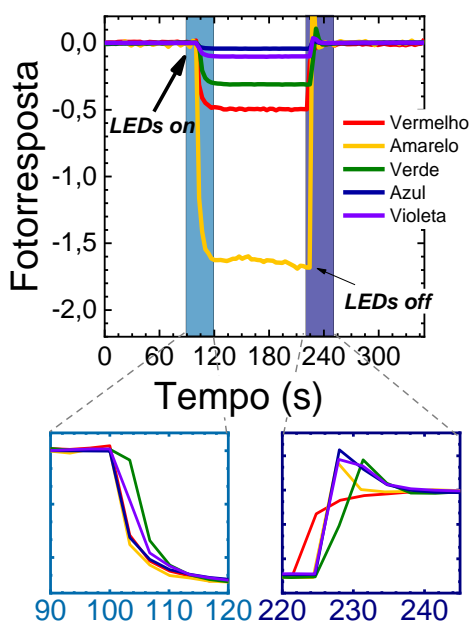 0,0
-0,5
-1,0
-1,5
-2,0
Fotorresposta
LEDs on
Vermelho
Amarelo
Verde
Azul
Violeta
LEDs off
0 60 120 180 240 300
Tempo (s)
90 100 110 120
220 230 240